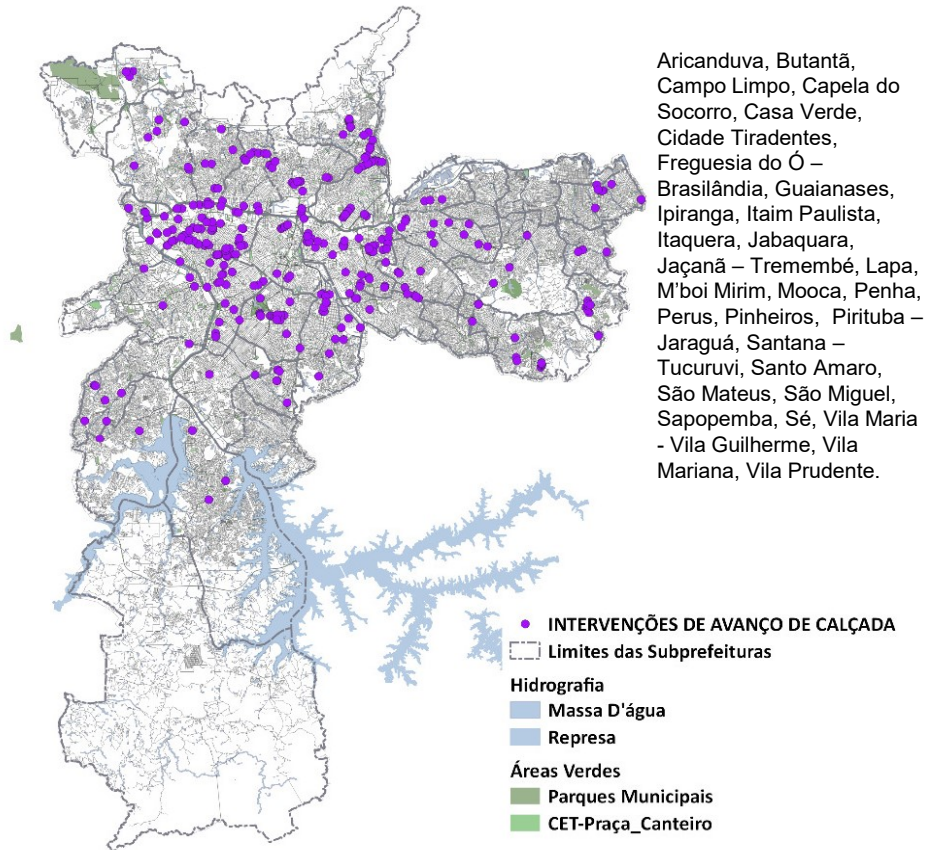 Aricanduva, Butantã,
Campo Limpo, Capela do
Socorro, Casa Verde,
Cidade Tiradentes,
Freguesia do Ó –
Brasilândia, Guaianases,
Ipiranga, Itaim Paulista,
Itaquera, Jabaquara,
Jaçanã – Tremembé, Lapa,
M'boi Mirim, Mooca, Penha,
Perus, Pinheiros, Pirituba –
Jaraguá, Santana –
Tucuruvi, Santo Amaro,
São Mateus, São Miguel,
Sapopemba, Sé, Vila Maria
- Vila Guilherme, Vila
Mariana, Vila Prudente.
INTERVENÇÕES DE AVANÇO DE CALÇADA
Limites das Subprefeituras
Hidrografia
Massa D'água
Represa
Áreas Verdes
Parques Municipais
CET-Praça_Canteiro